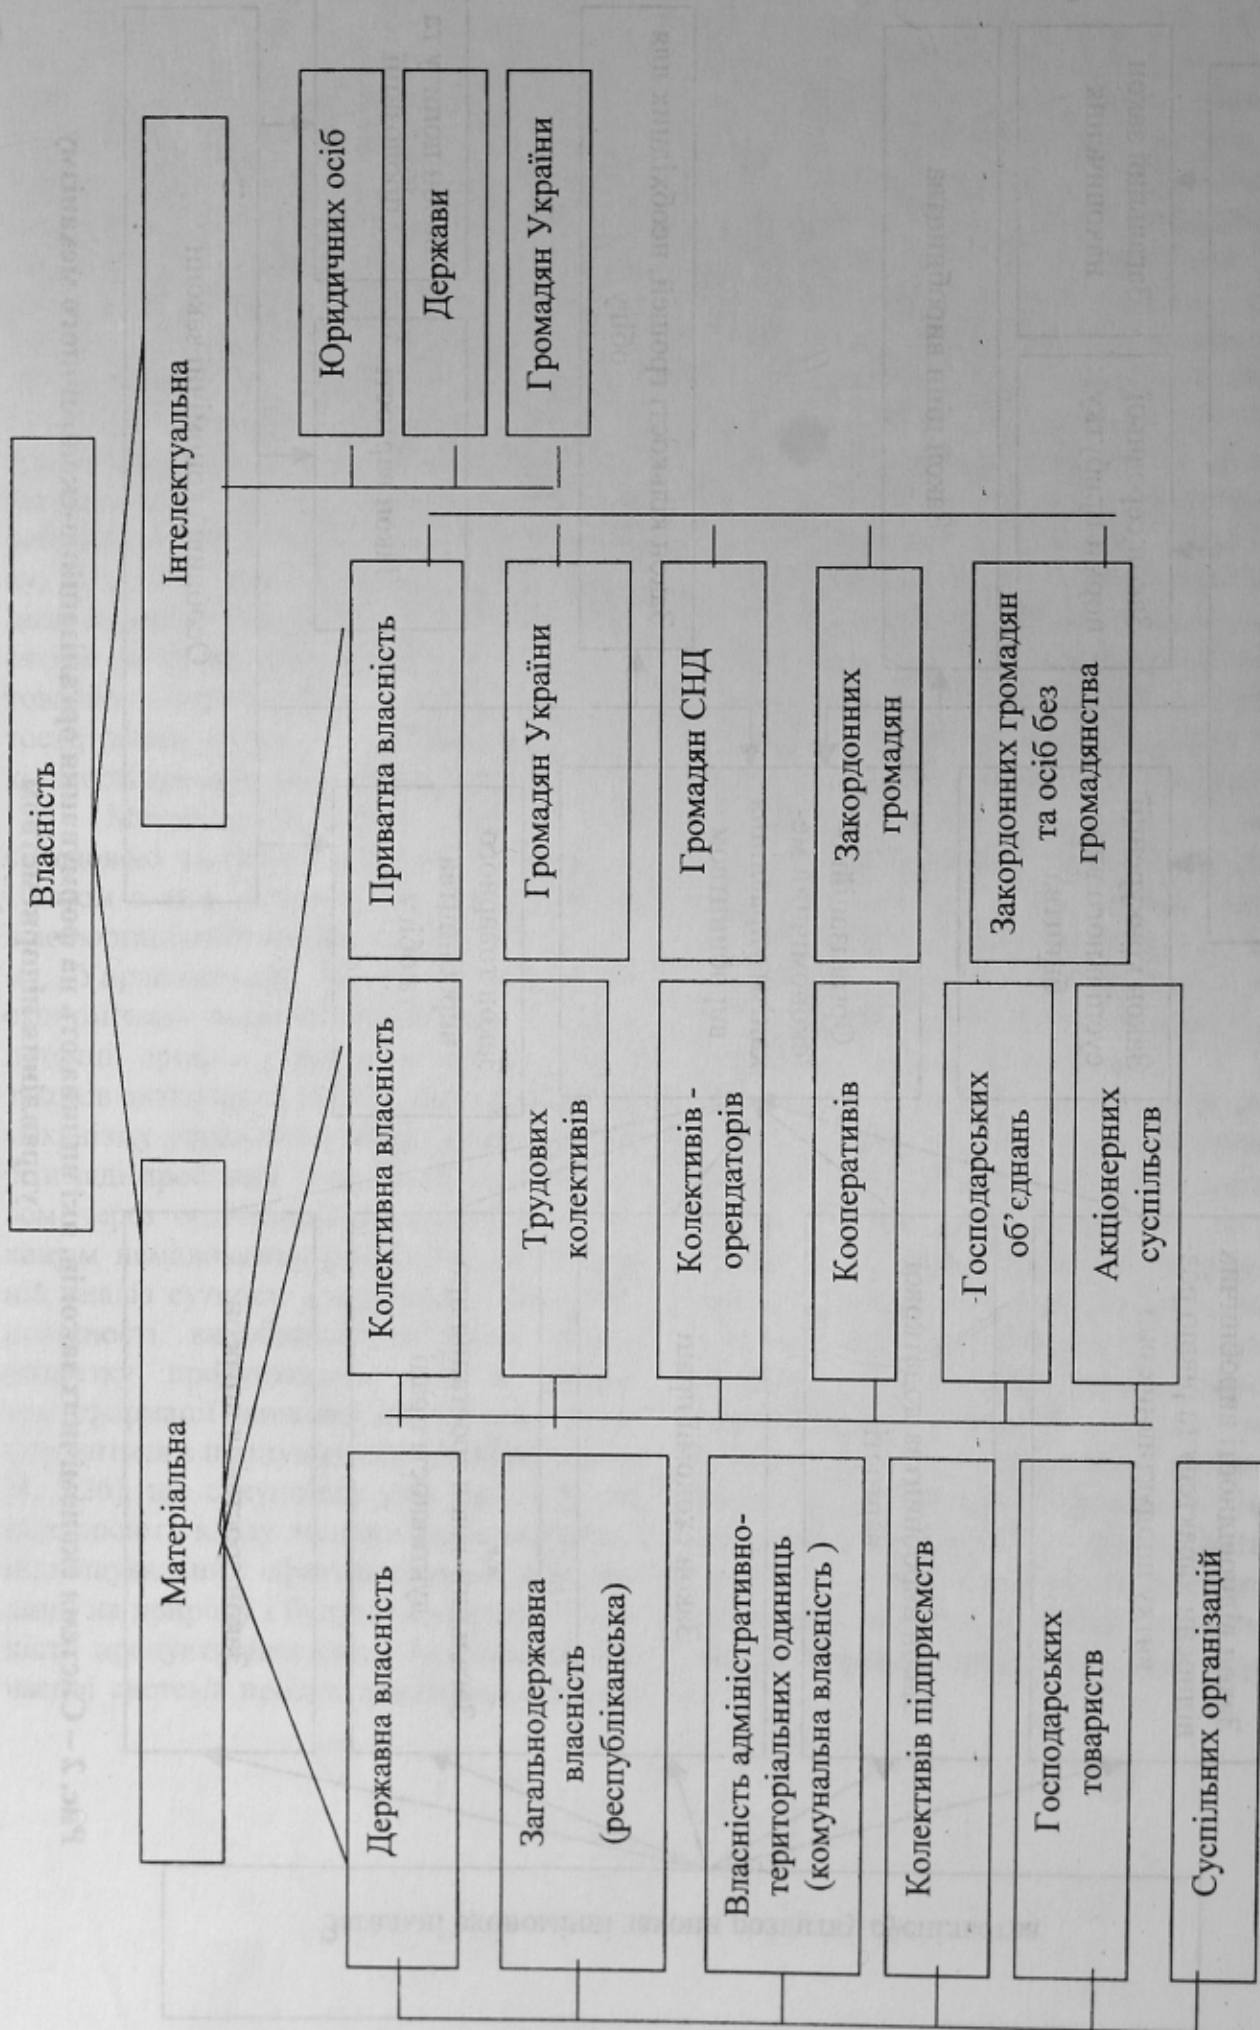 Власність
Матеріальна
Інтелектуальна
Державна власність
Загальнодержавна
власність
(республіканська)
Власність адміністративно-
територіальних одиниць
(комунальна власність )
Колективів підприємств
Господарських
товариств
Суспільних організацій
Колективна власність
Трудових
колективів
Колективів -
орендаторів
Кооперативів
Господарських
об’єднань
Акціонерних
суспільств
Приватна власність
Громадян України
Громадян СНД
Закордонних
громадян
Закордонних громадян
та осіб без
громадянства
Юридичних осіб
Держави
Громадян України